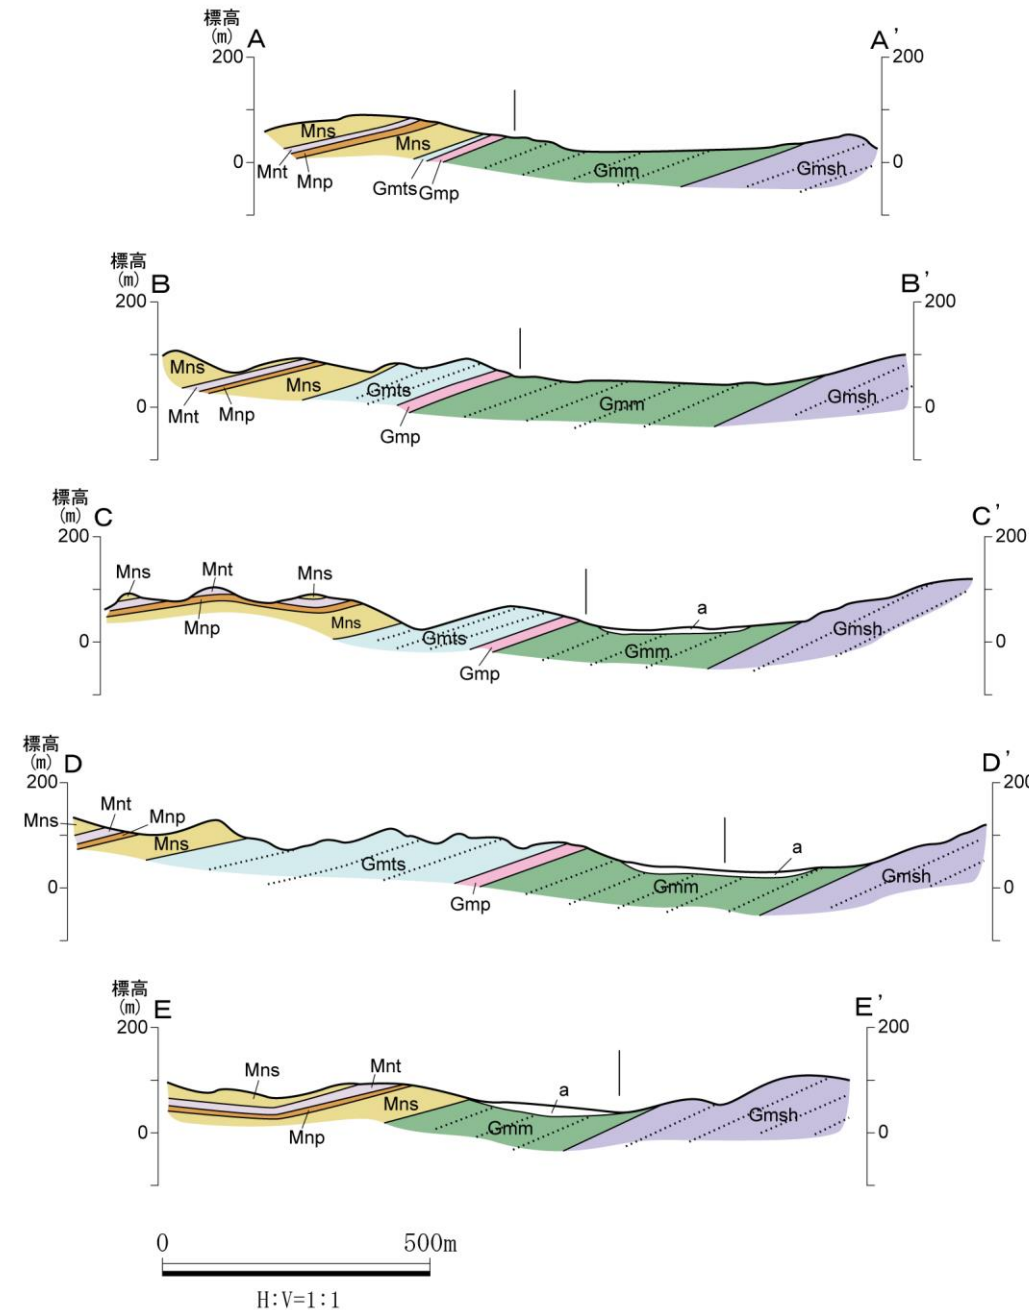 標高
(m) A A'
200 200
Mns
Mns
Mnt
Mnp
Gmts Gmp
Gmm
Gmsh
0 0
標高
(m) B B'
200 200
Mns
Mns
Mnt
Mnp
Gmts
Gmp
Gmm
Gmsh
0 0
標高
(m)
C C'
200 200
Mns Mnt Mns
Mnp
Mns
Gmts
Gmp
a
Gmm
Gmsh
0 0
標高
(m) D D'
200 200
Mns Mnt Mnp
Mns
Gmts
Gmp
a
Gmm
Gmsh
0 0
標高
(m) E E'
200 200
Mns Mnt
Mns
Mnp
a
Gmm
Gmsh
0 0
0 500m
H:V=1:1